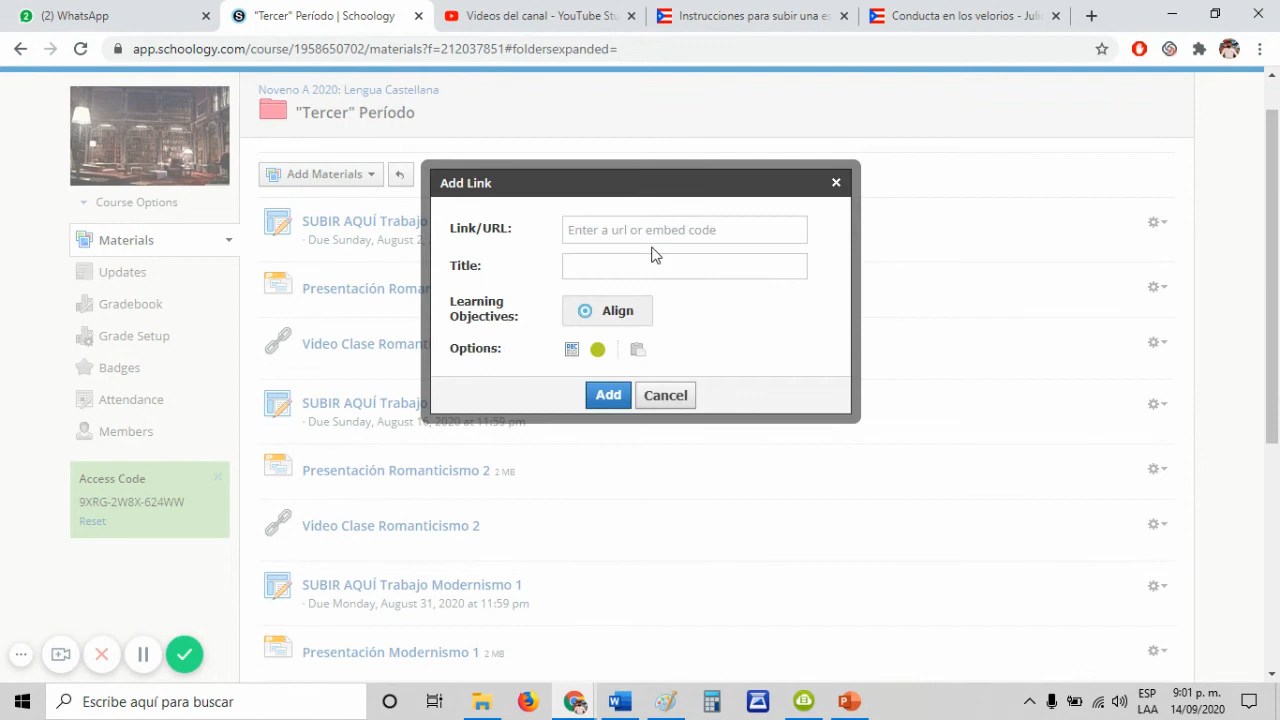 (2) WhatsApp
"Tercer" Período | Schoology
Videos del canal - YouTube Stu
Instrucciones para subir una es
Conducta en los velorios - Julio
app.schoology.com/course/1958650702/materials?f=212037851#foldersexpanded=
Noveno A 2020: Lengua Castellana
"Tercer" Período
Course Options
Materials
Updates
Gradebook
Grade Setup
Badges
Attendance
Members
Access Code
9XRG-2W8X-624WW
Reset
Add Materials
SUBIR AQUÍ Trabajo
· Due Sunday, August 2,
Presentación Roma
Video Clase Romanti
SUBIR AQUÍ Trabajo
· Due Sunday, August 16, 2020 at 11:59 pm
Presentación Romanticismo 2 2 MB
Video Clase Romanticismo 2
SUBIR AQUÍ Trabajo Modernismo 1
· Due Monday, August 31, 2020 at 11:59 pm
Presentación Modernismo 1 2 MB
Add Link
Link/URL:
Enter a url or embed code
Title:
Learning
Objectives:
Align
Options:
Add
Cancel
Escribe aquí para buscar
ESP
LAA
9:01 p. m.
14/09/2020